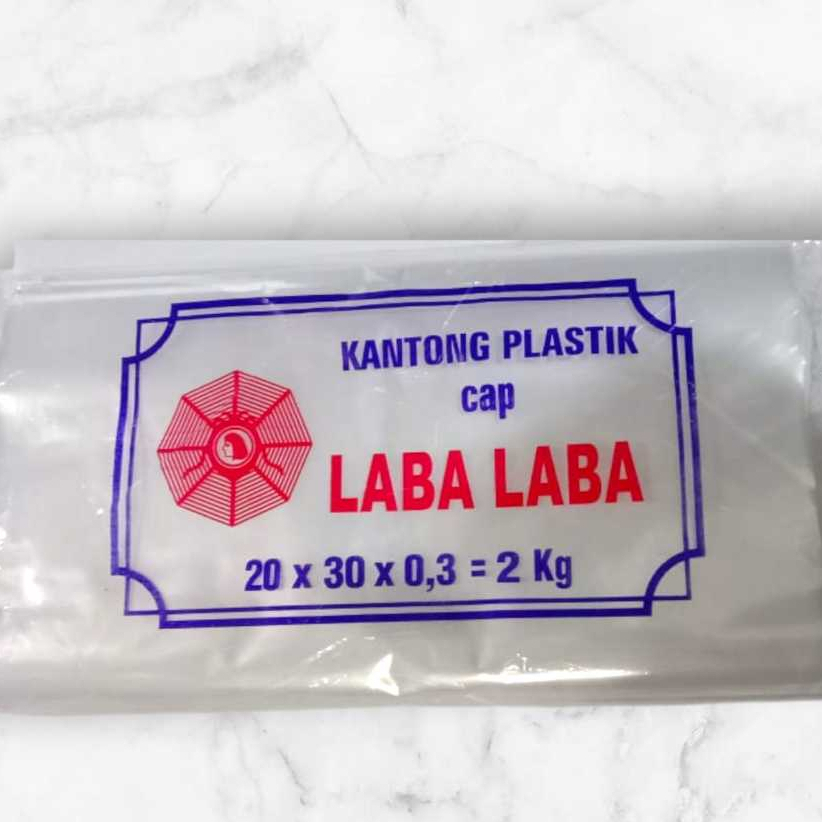 KANTONG PLASTIK
cap
LABA LABA
20 x 30 x 0,3 = 2 Kg